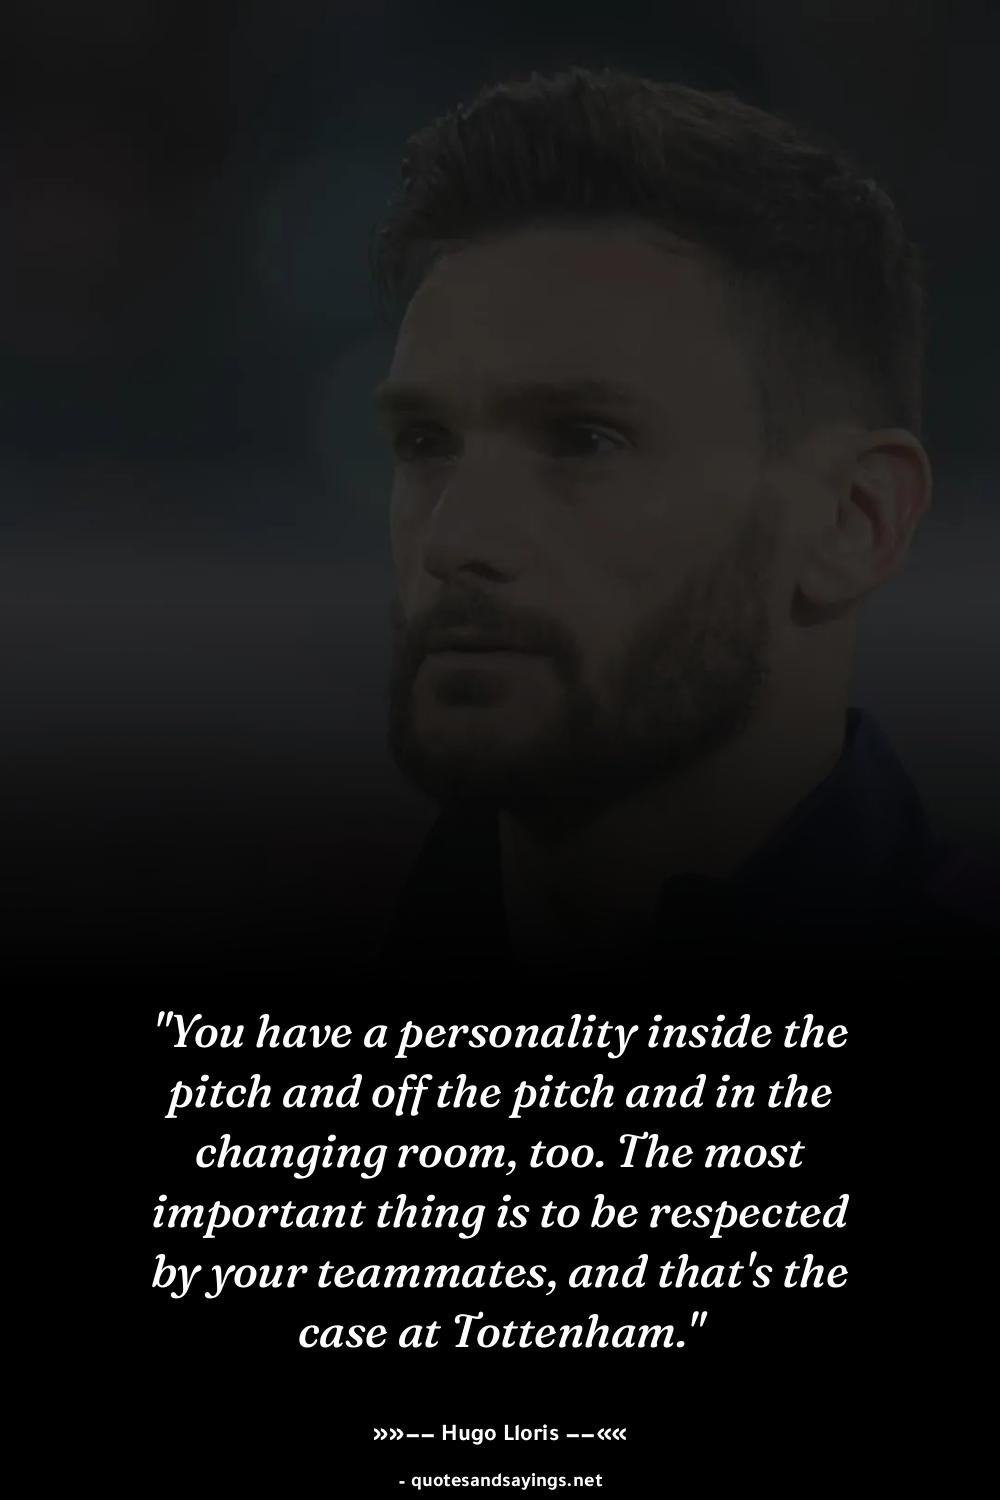 "You have a personality inside the
pitch and off the pitch and in the
changing room, too. The most
important thing is to be respected
by your teammates, and that's the
case at Tottenham."
»»–– Hugo Lloris ––««
- quotesandsayings.net